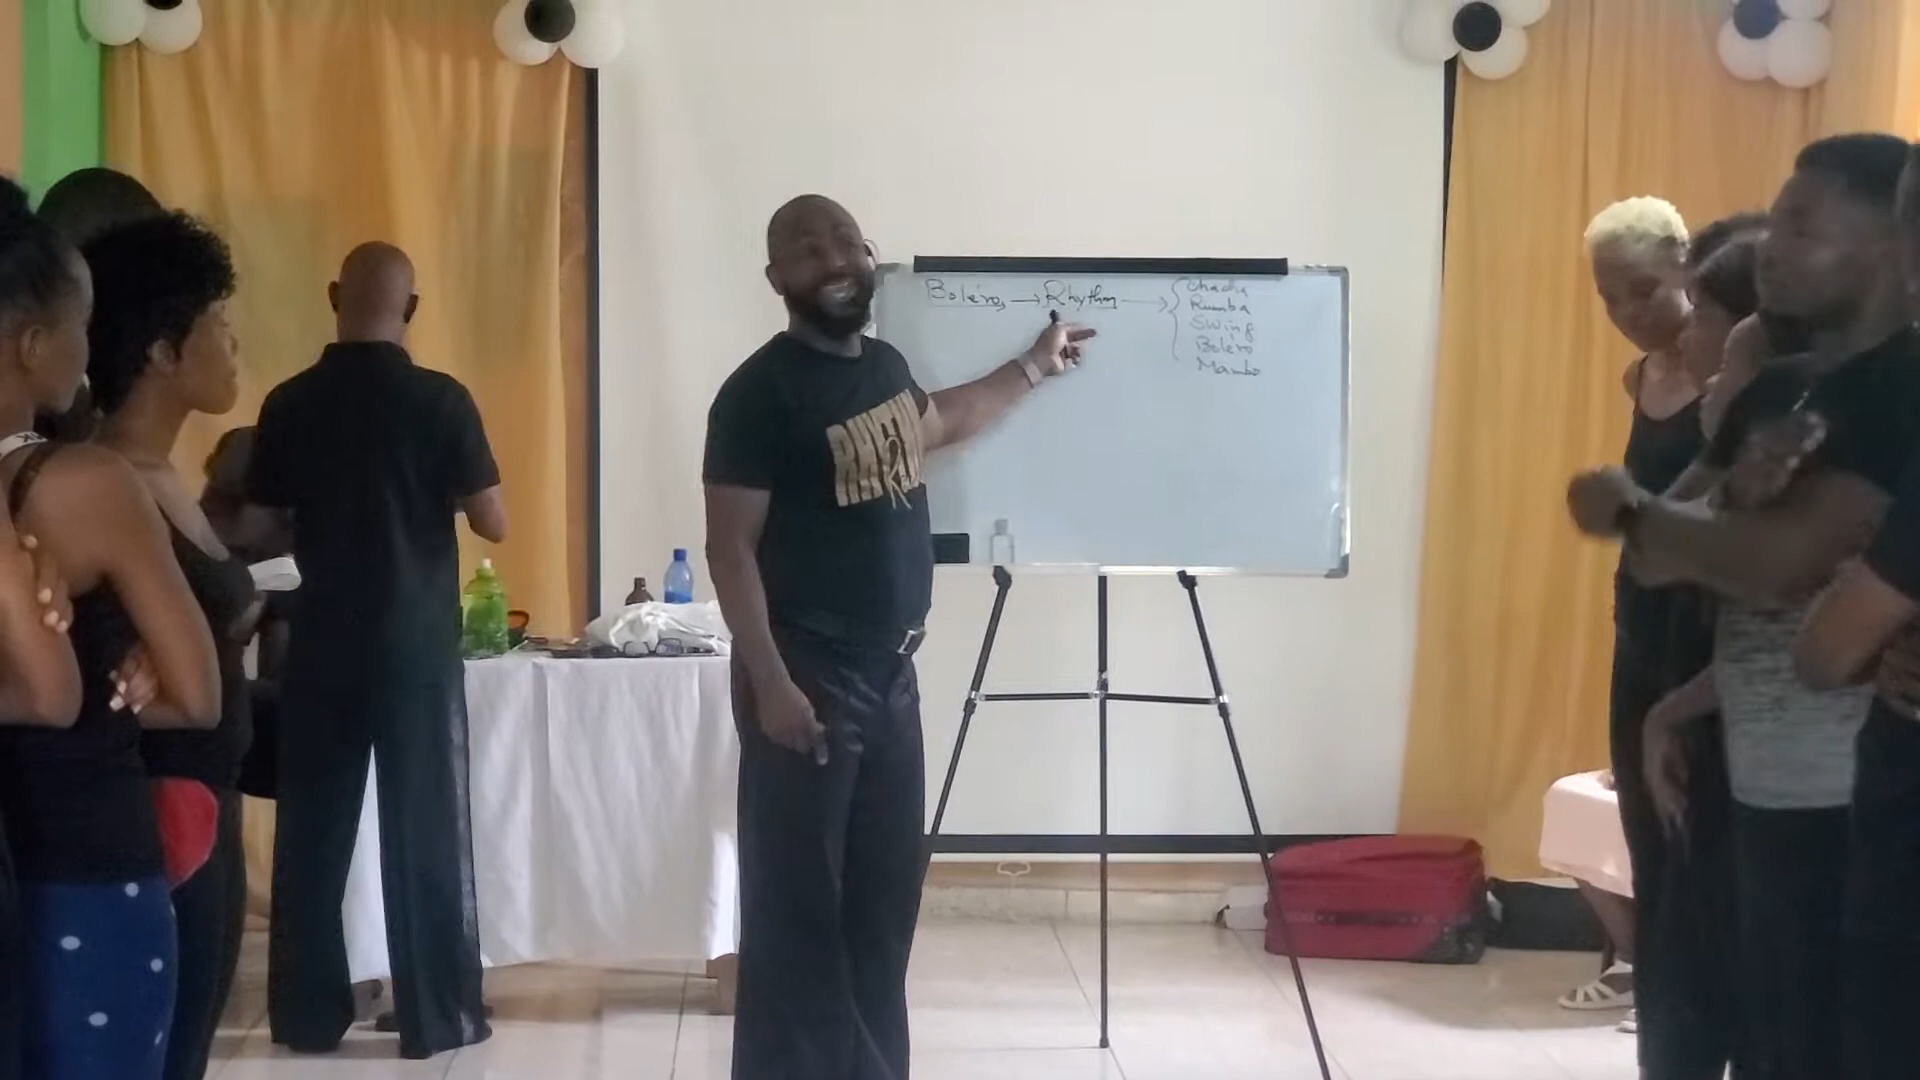 Boléro, → Rhythm → { chacha
Rumba
Swing
Bolero
Mambo